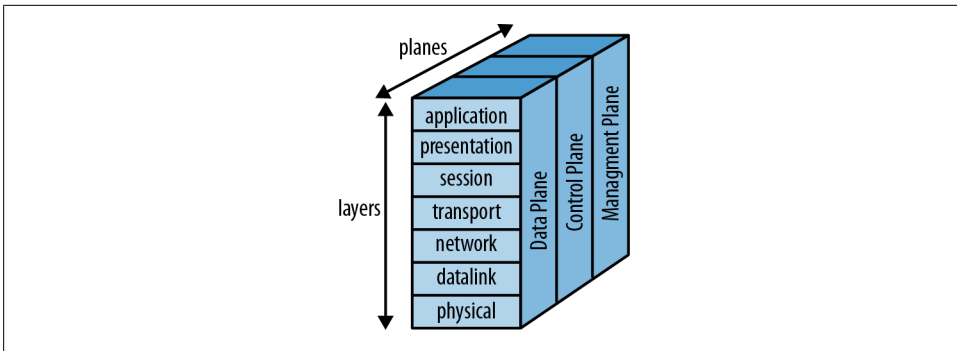 planes
layers
application
presentation
session
transport
network
datalink
physical
Data Plane
Control Plane
Managment Plane